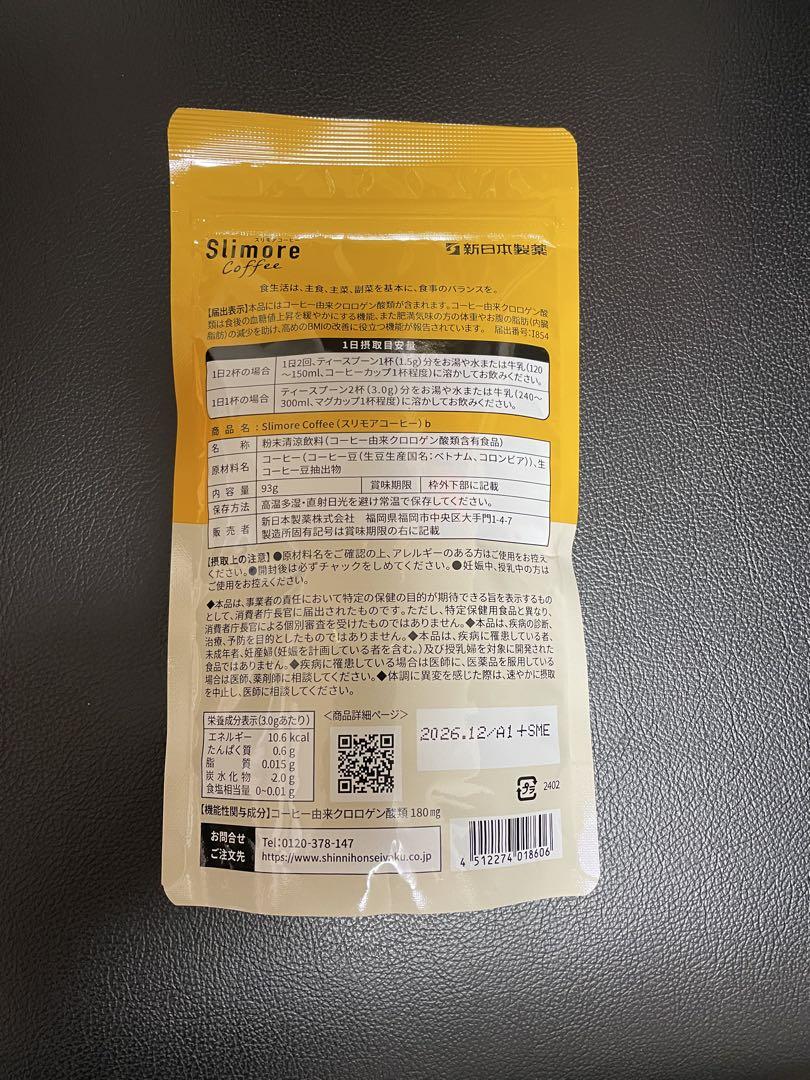 スリモアコーヒー
Slimore
Coffee
新日本製薬
食生活は、主食、主菜、副菜を基本に、食事のバランスを。
【届出表示】本品にはコーヒー由来クロロゲン酸類が含まれます。コーヒー由来クロロゲン酸
類は食後の血糖値上昇を緩やかにする機能、また肥満気味の方の体重やお腹の脂肪(内臓
脂肪)の減少を助け、高めのBMIの改善に役立つ機能が報告されています。 届出番号:I854
1日摂取目安量
1日2杯の場合 1日2回、ティースプーン1杯(1.5g)分をお湯や水または牛乳(120
～150ml、コーヒーカップ1杯程度)に溶かしてお飲みください。
1日1杯の場合 ティースプーン2杯(3.0g)分をお湯や水または牛乳(240～
300ml、マグカップ1杯程度)に溶かしてお飲みください。
商品名:Slimore Coffee(スリモアコーヒー)b
名称 粉末清涼飲料(コーヒー由来クロロゲン酸類含有食品)
原材料名 コーヒー(コーヒー豆(生豆生産国名:ベトナム、コロンビア))、生
コーヒー豆抽出物
内容量 93g 賞味期限 枠外下部に記載
保存方法 高温多湿・直射日光を避け常温で保存してください。
販売者 新日本製薬株式会社 福岡県福岡市中央区大手門1-4-7
製造所固有記号は賞味期限の右に記載
【摂取上の注意】●原材料名をご確認の上、アレルギーのある方はご使用をお控え
ください。●開封後は必ずチャックをしめてください。●妊娠中、授乳中の方は
ご使用をお控えください。
◆本品は、事業者の責任において特定の保健の目的が期待できる旨を表示するもの
として、消費者庁長官に届出されたものです。ただし、特定保健用食品と異なり、
消費者庁長官による個別審査を受けたものではありません。◆本品は、疾病の診断、
治療、予防を目的としたものではありません。◆本品は、疾病に罹患している者、
未成年者、妊産婦(妊娠を計画している者を含む。)及び授乳婦を対象に開発された
食品ではありません。◆疾病に罹患している場合は医師に、医薬品を服用している
場合は医師、薬剤師に相談してください。◆体調に異変を感じた際は、速やかに摂取
を中止し、医師に相談してください。
栄養成分表示(3.0gあたり)
エネルギー 10.6 kcal
たんぱく質 0.6 g
脂質 0.015 g
炭水化物 2.0 g
食塩相当量 0～0.01 g
＜商品詳細ページ＞
2026.12/A1+SME
プラ
2402
【機能性関与成分】コーヒー由来クロロゲン酸類 180mg
お問合せ
ご注文先
Tel:0120-378-147
https://www.shinnihonseiyaku.co.jp
4 512274 018606